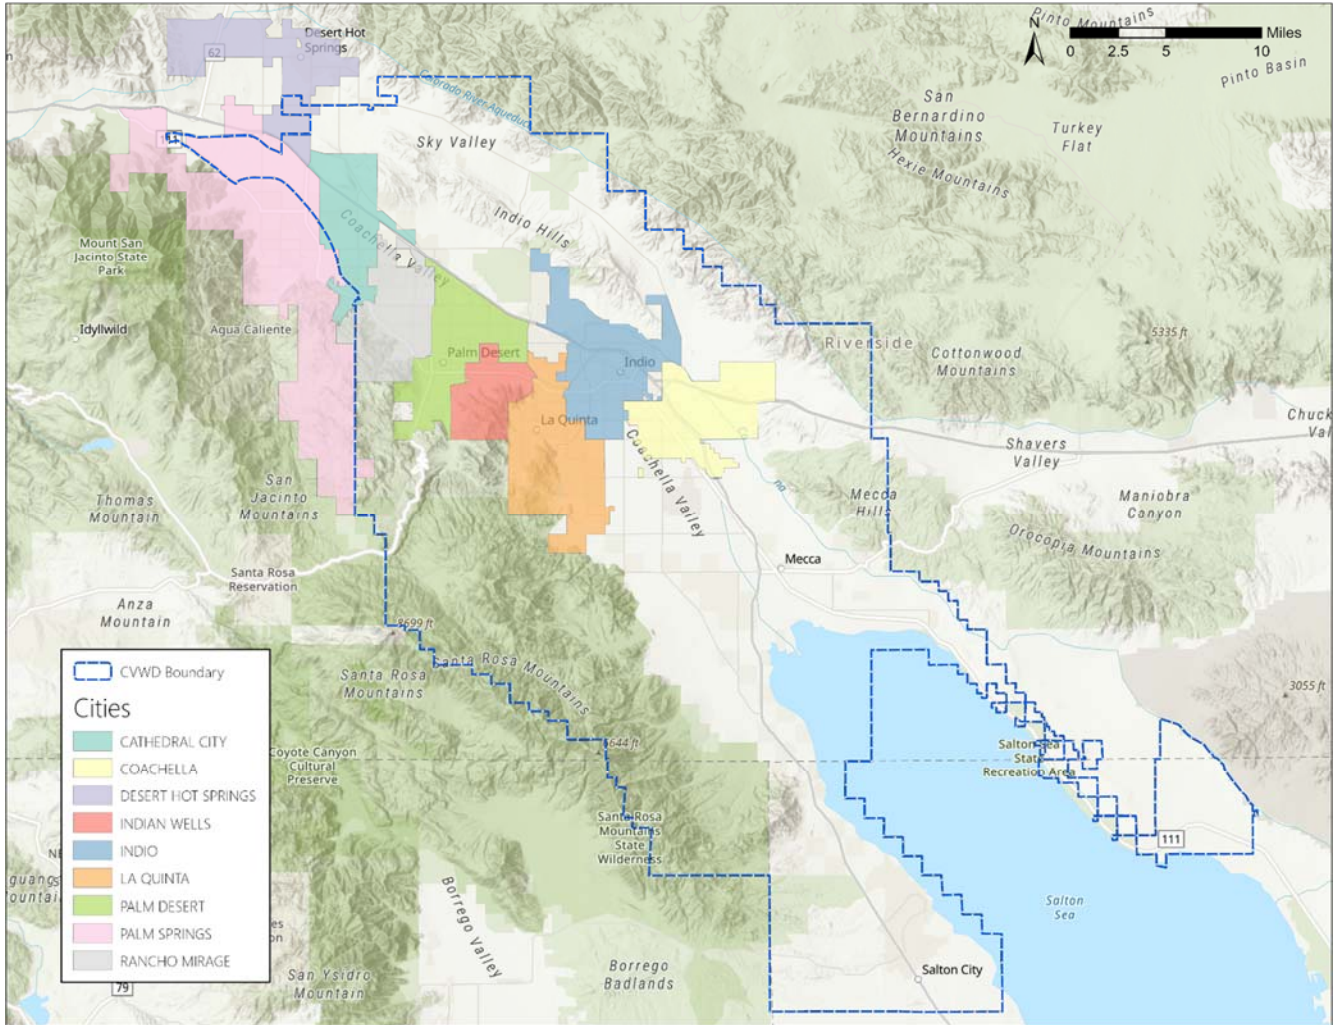 Pinto Mountains
N
Miles
0 2.5 5 10
Desert Hot
Springs
62
Pinto Basin
Colorado River Aqueduc
San
Bernardino
Mountains
Turkey
Flat
Sky Valley
Hexie Mountains
Indio Hills
Coachella Valley
Mount San
Jacinto State
Park
Idyllwild
Agua Caliente
5335 ft
Riverside
Cottonwood
Mountains
Palm Desert
Indio
La Quinta
Chuck
Val
Shavers
Valley
Coachella Valley
San
Jacinto
Mountains
Thomas
Mountain
na
Mecca
Hills
Maniobra
Canyon
Orocopia Mountains
Mecca
Santa Rosa
Reservation
Anza
Mountain
8699 ft
Santa Rosa Mountains
Santa Rosa
Mountains
3055 ft
644 ft
Coyote Canyon
Cultural
Preserve
Salton Sea
State
Recreation Area
Santa Rosa
Mountains
State
Wilderness
111
Salton
Sea
Borrego Valley
Borrego
Badlands
Salton City
San Ysidro
Mountain
79
CVWD Boundary
Cities
CATHEDRAL CITY
COACHELLA
DESERT HOT SPRINGS
INDIAN WELLS
INDIO
LA QUINTA
PALM DESERT
PALM SPRINGS
RANCHO MIRAGE